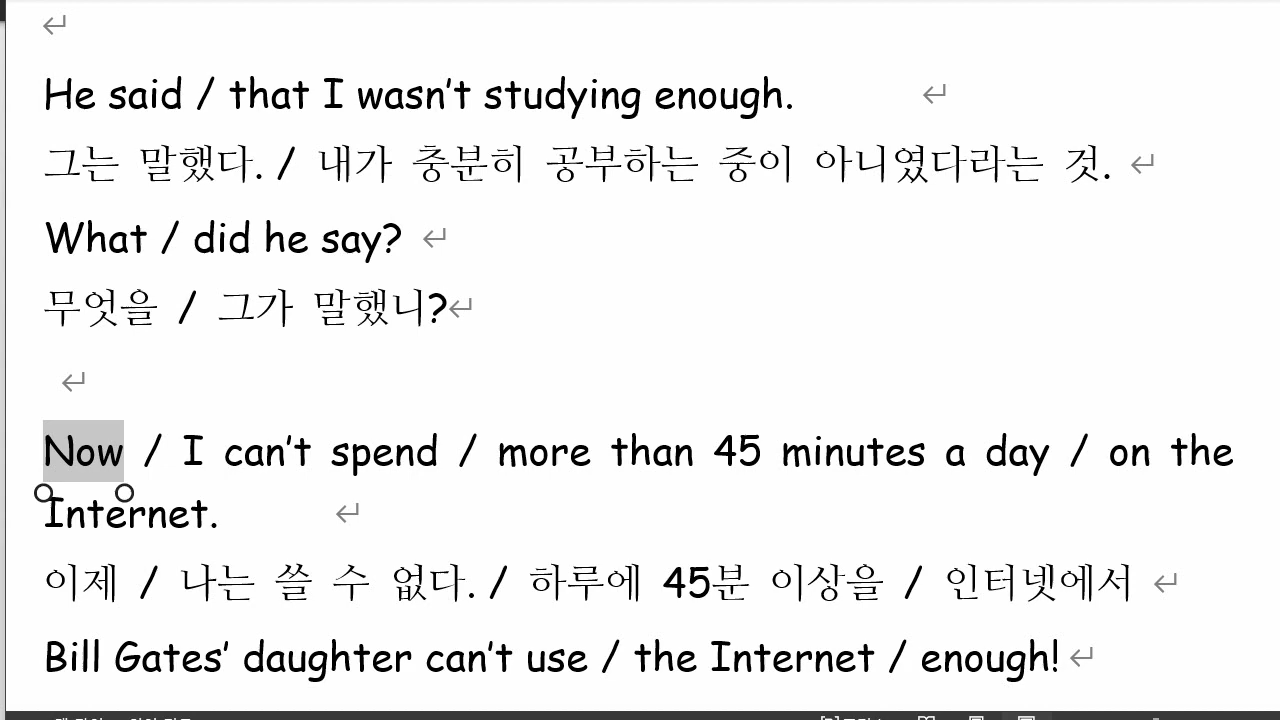 He said / that I wasn't studying enough.
그는 말했다. / 내가 충분히 공부하는 중이 아니였다라는 것.
What / did he say?
무엇을 / 그가 말했니?
Now / I can't spend / more than 45 minutes a day / on the
Internet.
이제 / 나는 쓸 수 없다. / 하루에 45분 이상을 / 인터넷에서
Bill Gates' daughter can't use / the Internet / enough!